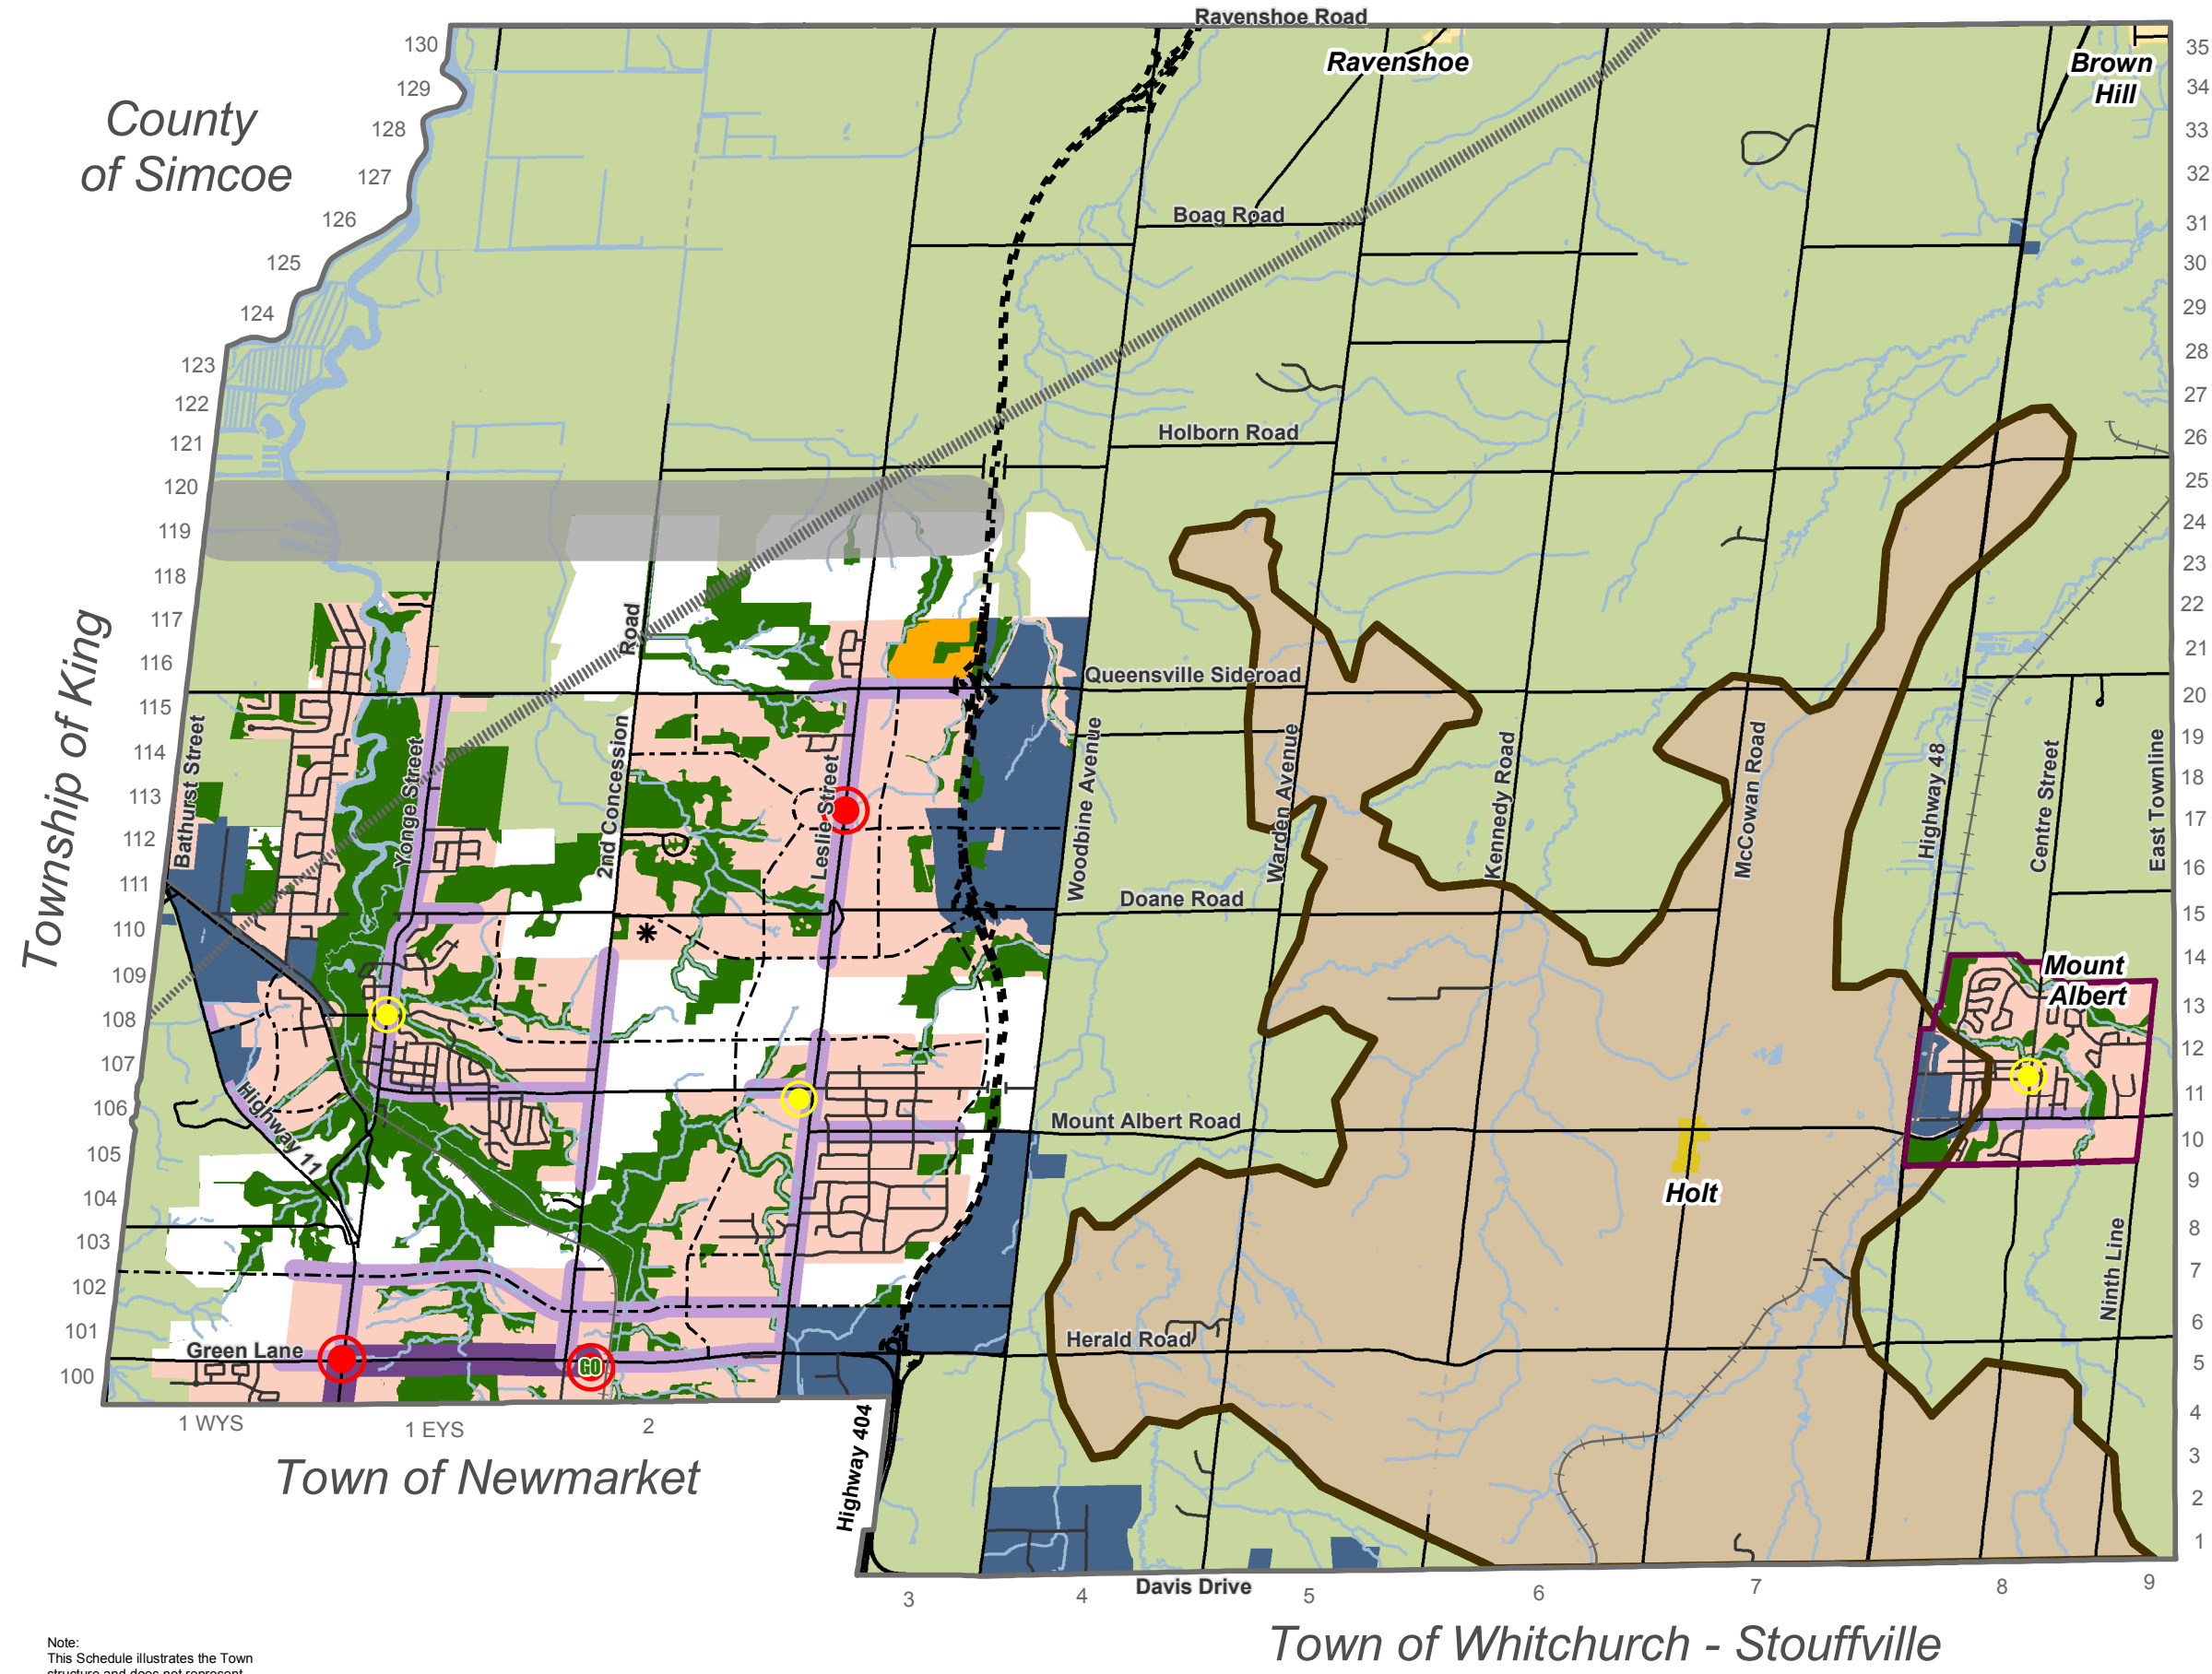 Ravenshoe Road
130
35
Ravenshoe
Brown
Hill
129
34
County
of Simcoe
128
33
127
32
126
Boag Road
31
125
30
124
29
123
28
122
27
121
Holborn Road
26
120
25
119
24
118
23
117
22
Road
116
21
Queensville Sideroad
115
20
Township of King
Bathurst Street
Yonge Street
2nd Concession
Leslie Street
Woodbine Avenue
Warden Avenue
Kennedy Road
McCowan Road
Highway 48
Centre Street
East Townline
114
19
113
18
112
17
111
16
Doane Road
110
15
109
14
Mount
Albert
108
13
107
12
106
11
Highway 11
Mount Albert Road
105
10
104
9
Holt
103
8
Ninth Line
102
7
101
6
Green Lane
Herald Road
GO
100
5
1 WYS
1 EYS
2
4
Highway 404
Town of Newmarket
3
2
1
Davis Drive
3
4
5
6
7
8
9
Town of Whitchurch - Stouffville
Note:
This Schedule illustrates the Town
structure and does not represent